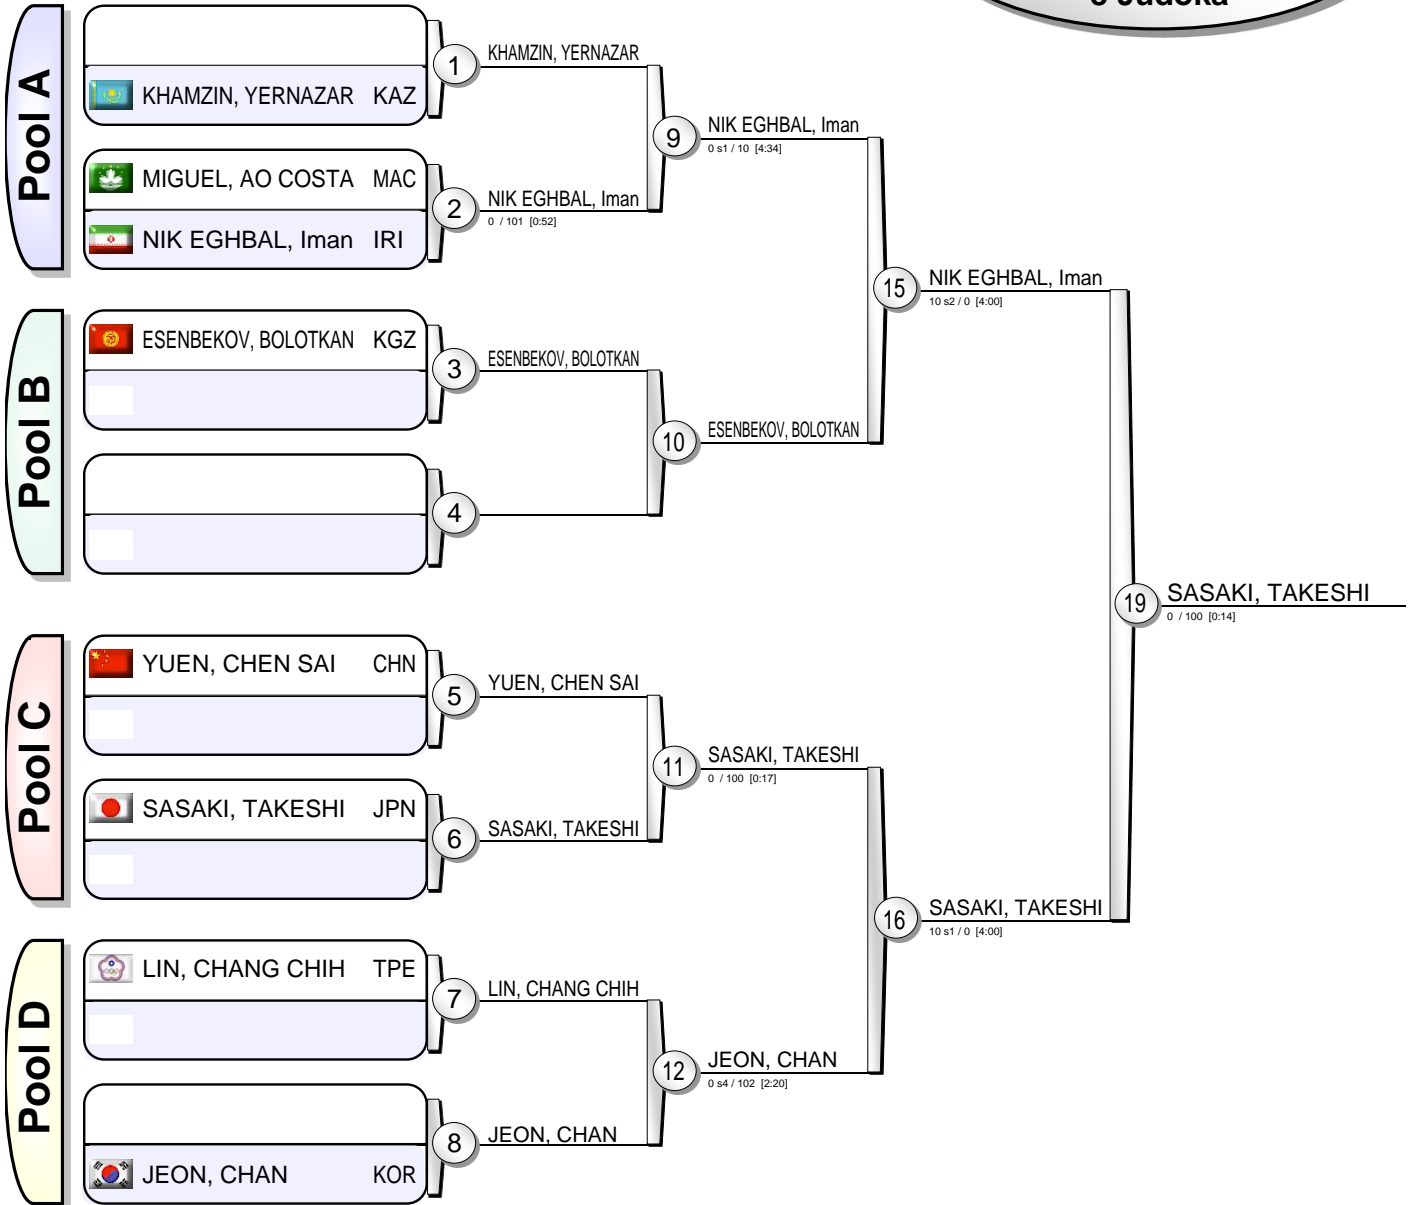 8 Judoka
Pool A
KHAMZIN, YERNAZAR KAZ
MIGUEL, AO COSTA MAC
NIK EGHBAL, Iman IRI
1
KHAMZIN, YERNAZAR
2
NIK EGHBAL, Iman
0 / 101 [0:52]
9
NIK EGHBAL, Iman
0 s1 / 10 [4:34]
Pool B
ESENBEKOV, BOLOTKAN KGZ
3
ESENBEKOV, BOLOTKAN
4
10
ESENBEKOV, BOLOTKAN
15
NIK EGHBAL, Iman
10 s2 / 0 [4:00]
19
SASAKI, TAKESHI
0 / 100 [0:14]
Pool C
YUEN, CHEN SAI CHN
5
YUEN, CHEN SAI
SASAKI, TAKESHI JPN
6
SASAKI, TAKESHI
11
SASAKI, TAKESHI
0 / 100 [0:17]
16
SASAKI, TAKESHI
10 s1 / 0 [4:00]
Pool D
LIN, CHANG CHIH TPE
7
LIN, CHANG CHIH
JEON, CHAN KOR
8
JEON, CHAN
12
JEON, CHAN
0 s4 / 102 [2:20]